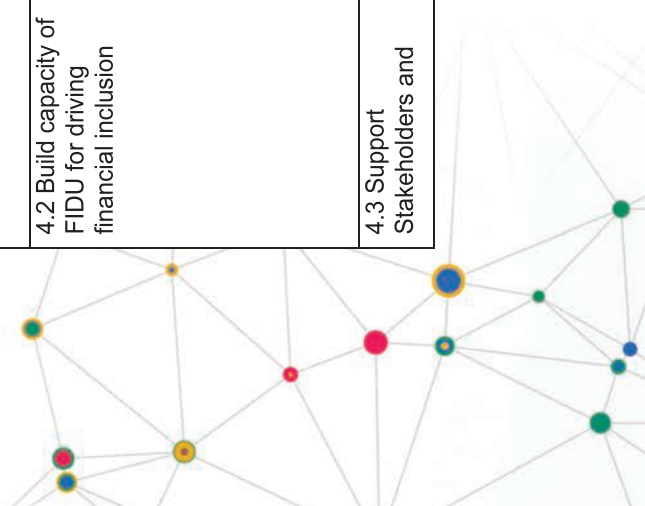 4.2 Build capacity of
FIDU for driving
financial inclusion
4.3 Support
Stakeholders and